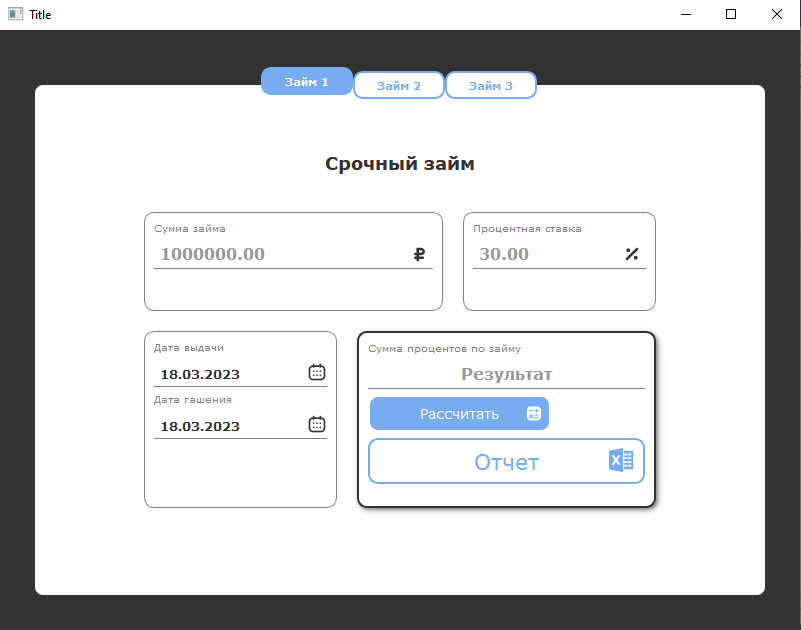 Title
Займ 1
Займ 2
Займ 3
Срочный займ
Сумма займа
1000000.00 ₽
Процентная ставка
30.00 %
Дата выдачи
18.03.2023
Дата гашения
18.03.2023
Сумма процентов по займу
Результат
Рассчитать
Отчет